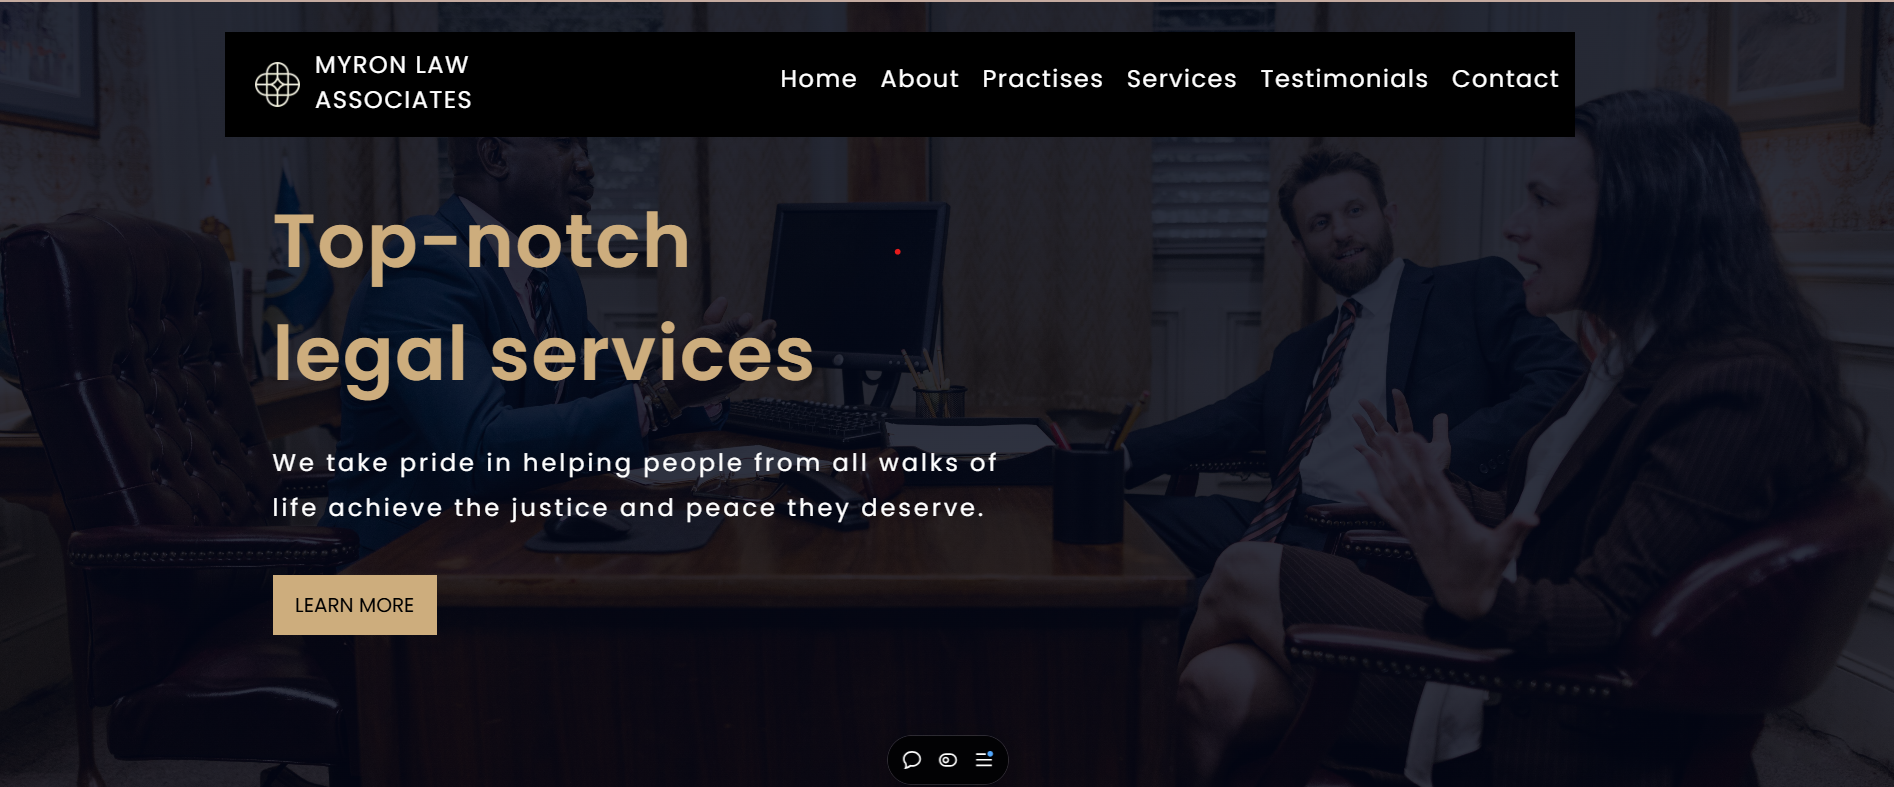 MYRON LAW
ASSOCIATES
Home About Practises Services Testimonials Contact
Top-notch
legal services
We take pride in helping people from all walks of
life achieve the justice and peace they deserve.
LEARN MORE